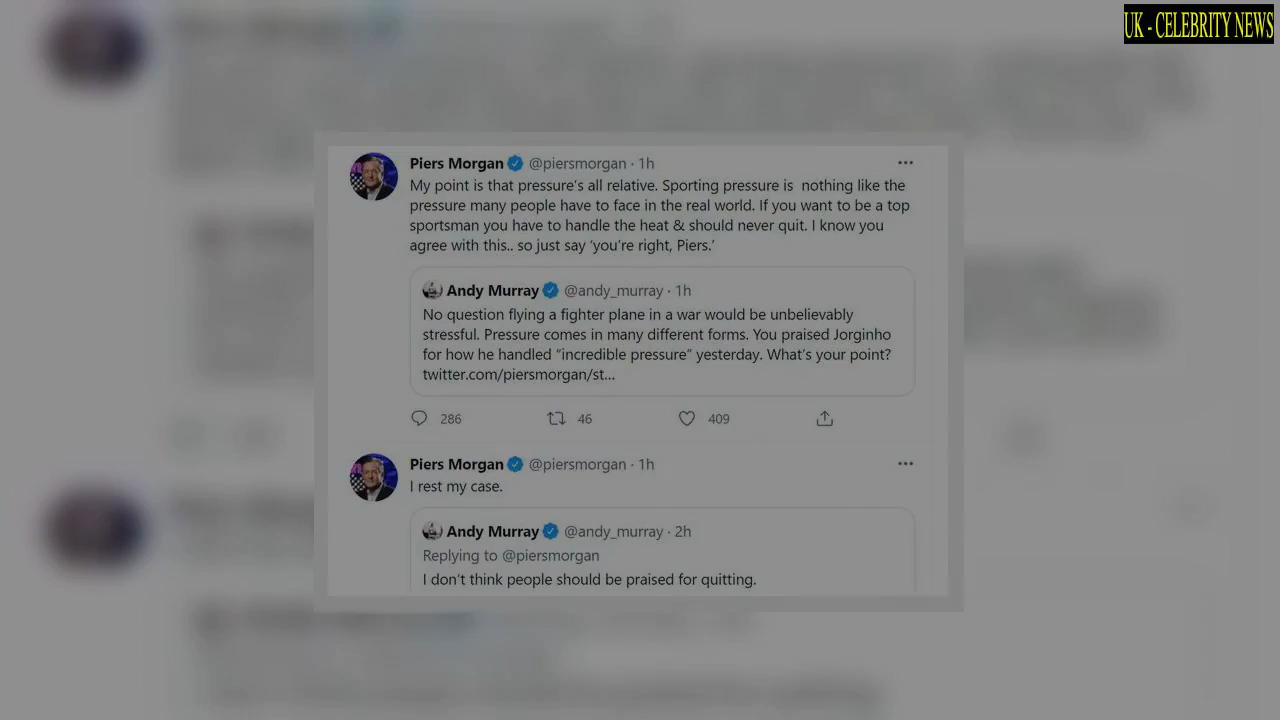 UK - CELEBRITY NEWS
Piers Morgan @piersmorgan · 1h
My point is that pressure's all relative. Sporting pressure is nothing like the
pressure many people have to face in the real world. If you want to be a top
sportsman you have to handle the heat & should never quit. I know you
agree with this.. so just say 'you're right, Piers.'
Andy Murray @andy_murray · 1h
No question flying a fighter plane in a war would be unbelievably
stressful. Pressure comes in many different forms. You praised Jorginho
for how he handled “incredible pressure” yesterday. What's your point?
twitter.com/piersmorgan/st...
286 46 409
Piers Morgan @piersmorgan · 1h
I rest my case.
Andy Murray @andy_murray · 2h
Replying to @piersmorgan
I don't think people should be praised for quitting.